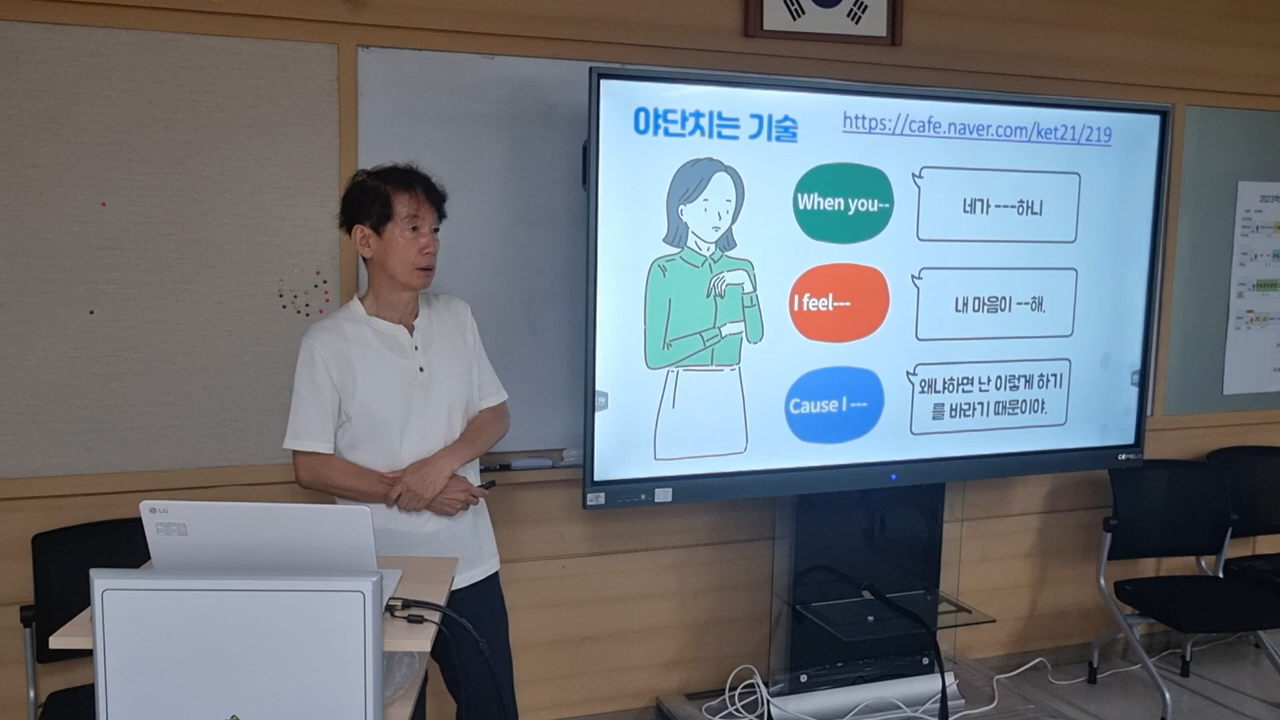 야단치는 기술
https://cafe.naver.com/ket21/219
When you--
네가 ---하니
I feel---
내 마음이 --해.
Cause I ---
왜냐하면 난 이렇게 하기
를 바라기 때문이야.
LG